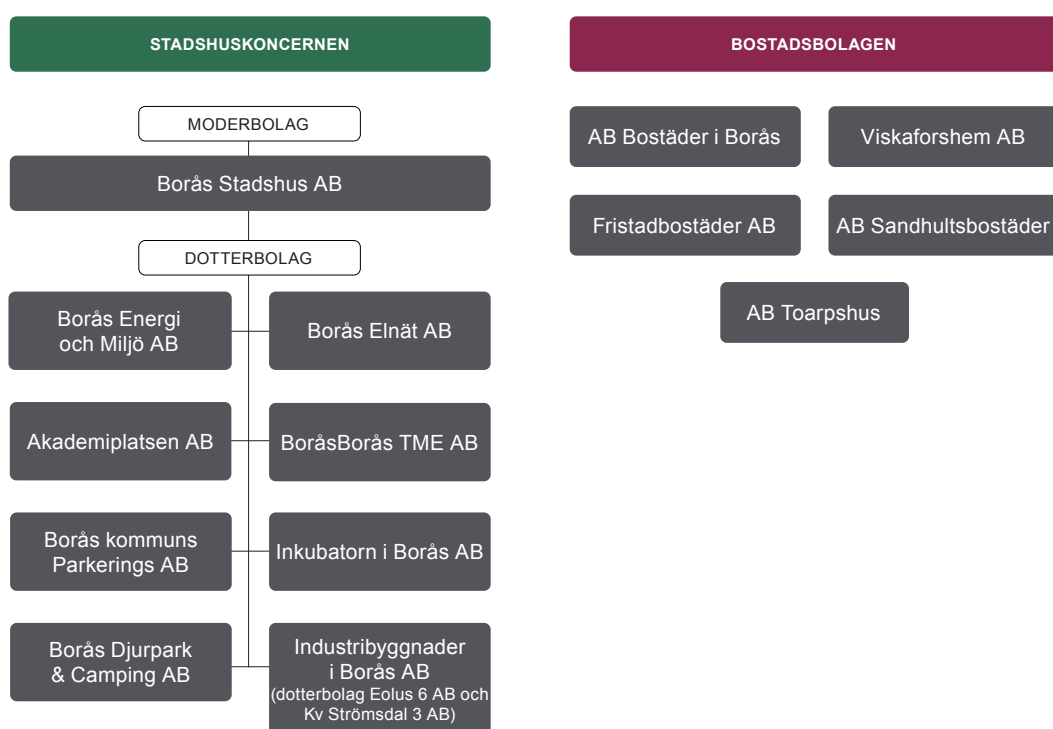 STADSHUSKONCERNEN
MODERBOLAG
Borås Stadshus AB
DOTTERBOLAG
Borås Energi
och Miljö AB
Borås Elnät AB
Akademiplatsen AB
BoråsBorås TME AB
Borås kommuns
Parkerings AB
Inkubatorn i Borås AB
Borås Djurpark
& Camping AB
Industribyggnader
i Borås AB
(dotterbolag Eolus 6 AB och
Kv Strömsdal 3 AB)
BOSTADSBOLAGEN
AB Bostäder i Borås
Viskaforshem AB
Fristadbostäder AB
AB Sandhultsbostäder
AB Toarpshus